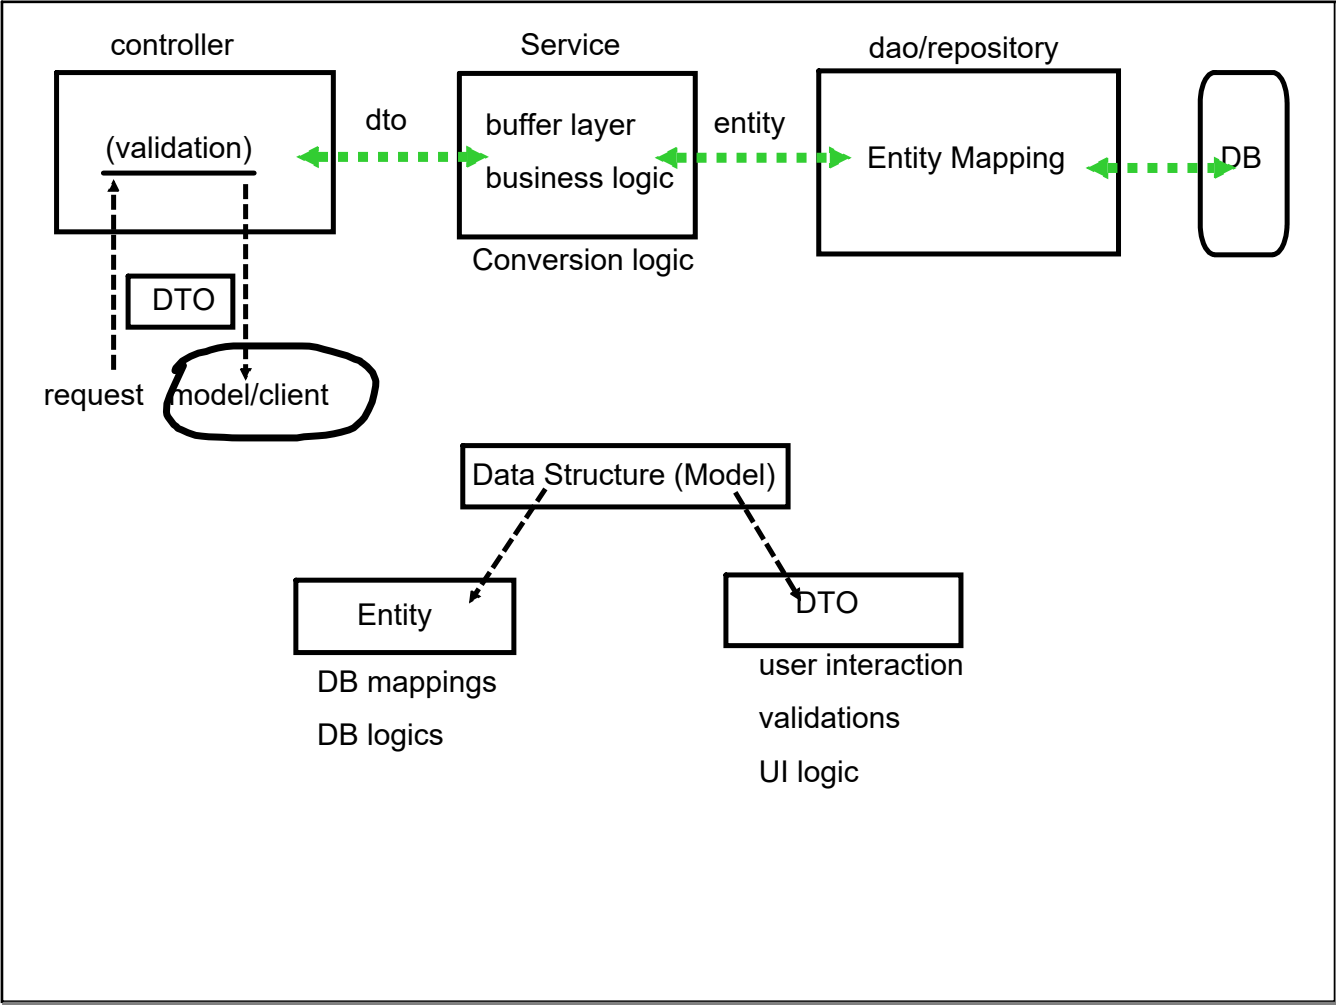 controller
Service
dao/repository
dto
entity
(validation)
buffer layer
business logic
Entity Mapping
DB
Conversion logic
DTO
request
model/client
Data Structure (Model)
Entity
DTO
DB mappings
DB logics
user interaction
validations
UI logic